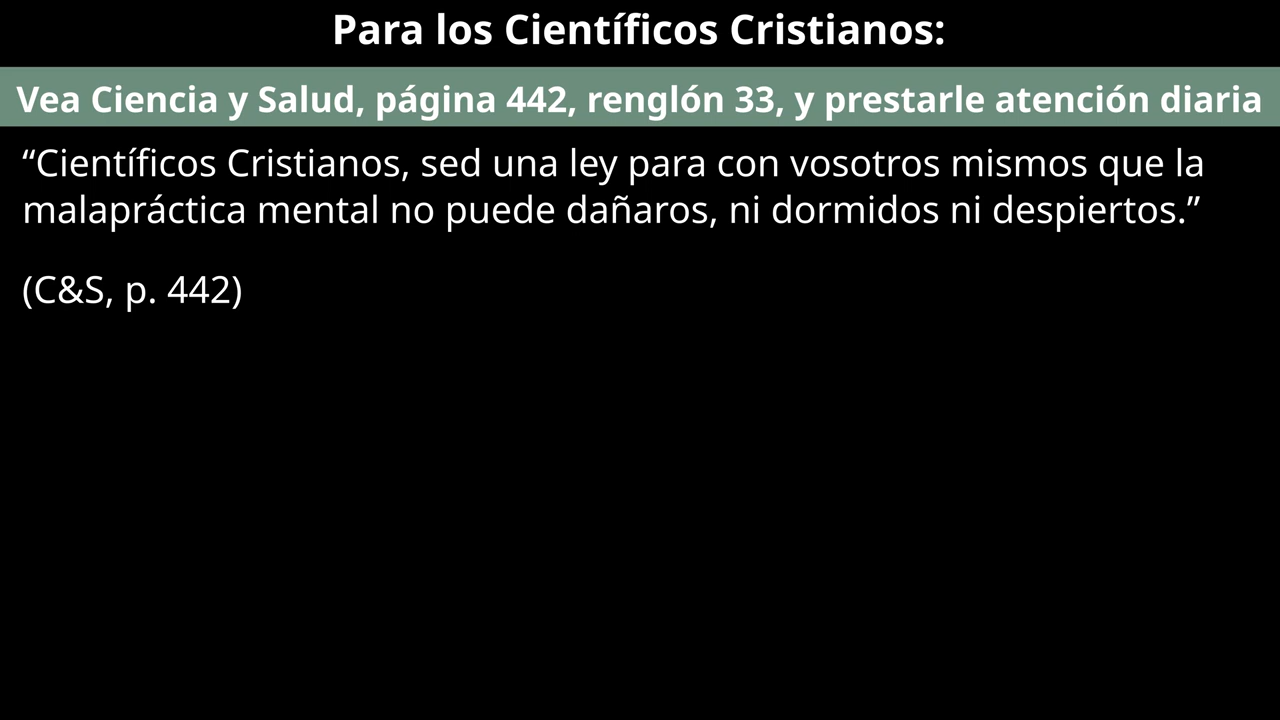 Para los Científicos Cristianos:
Vea Ciencia y Salud, página 442, renglón 33, y prestarle atención diaria
“Científicos Cristianos, sed una ley para con vosotros mismos que la
malapráctica mental no puede dañaros, ni dormidos ni despiertos.”
(C&S, p. 442)